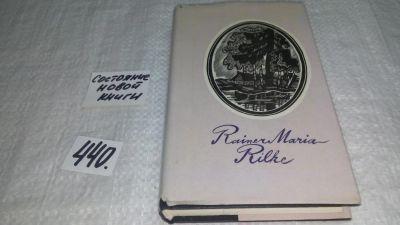 Состояние
новой
книги
440.
Rainer Maria
Rilke